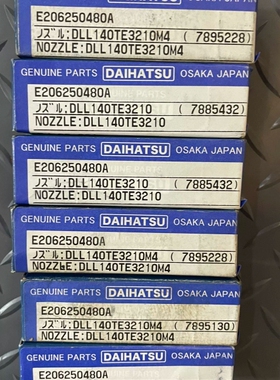 E206250480A
ﾉｽﾞﾙ:DLL140TE3210M4 ( 7895228)
NOZZLE:DLL140TE3210M4
GENUINE PARTS DAIHATSU OSAKA JAPAN
E206250480A
ﾉｽﾞﾙ:DLL140TE3210 ( 7885432)
NOZZLE:DLL140TE3210
GENUINE PARTS DAIHATSU OSAKA JAPAN
E206250480A
ﾉｽﾞﾙ:DLL140TE3210 ( 7885432)
NOZZLE:DLL140TE3210
GENUINE PARTS DAIHATSU OSAKA JAPAN
E206250480A
ﾉｽﾞﾙ:DLL140TE3210M4 ( 7895228)
NOZZLE:DLL140TE3210M4
GENUINE PARTS DAIHATSU OSAKA JAPAN
E206250480A
ﾉｽﾞﾙ:DLL140TE3210M4 ( 7895130)
NOZZLE:DLL140TE3210M4
GENUINE PARTS DAIHATSU OSAKA JAPAN
E206250480A